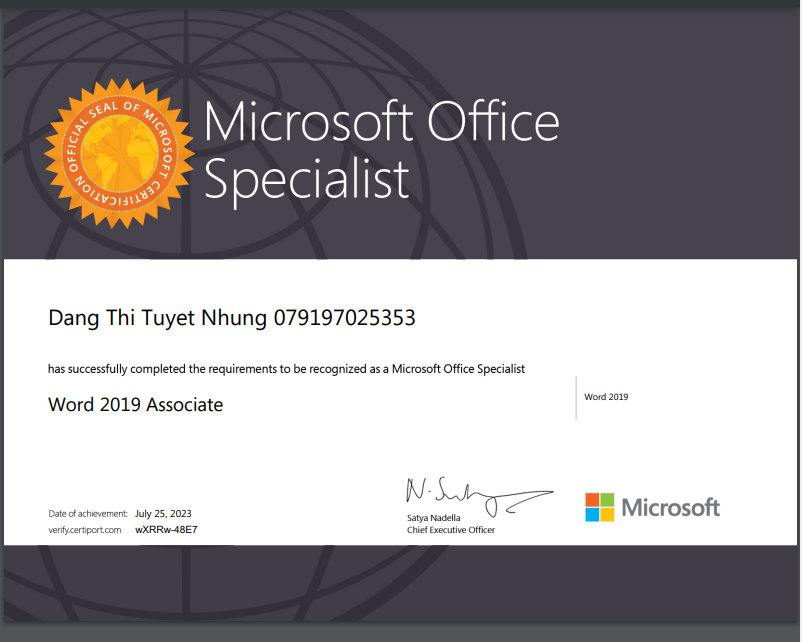 OFFICIAL SEAL OF MICROSOFT CERTIFICATION
Microsoft Office
Specialist
Dang Thi Tuyet Nhung 079197025353
has successfully completed the requirements to be recognized as a Microsoft Office Specialist
Word 2019 Associate
Word 2019
Date of achievement: July 25, 2023
verify.certiport.com wXRRw-48E7
Satya Nadella
Chief Executive Officer
Microsoft